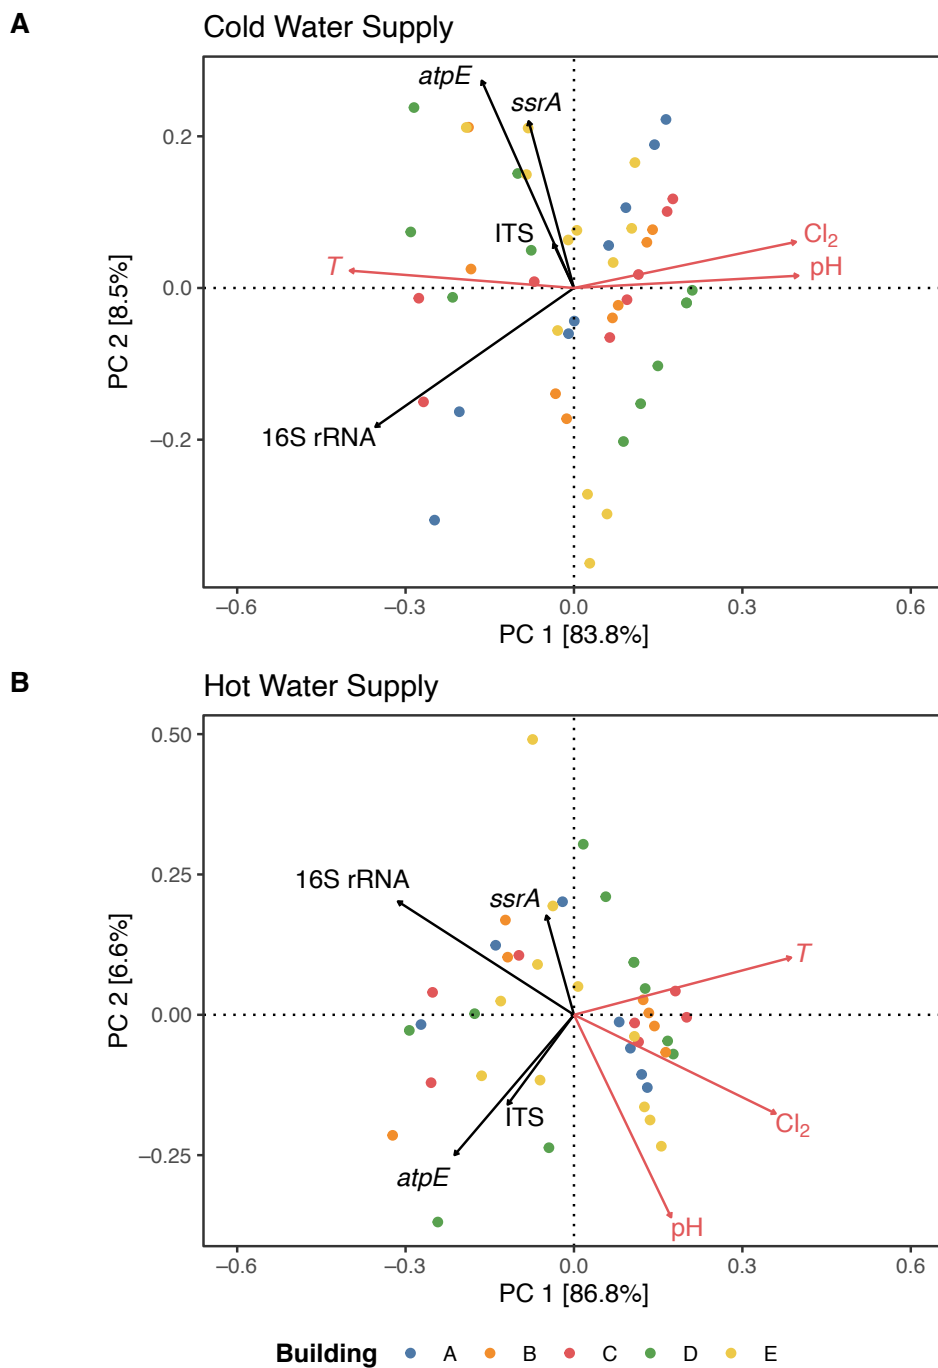 A
Cold Water Supply
atpE
ssrA
ITS
Cl₂
T
pH
16S rRNA
0.2
0.0
−0.2
PC 2 [8.5%]
−0.6
−0.3
0.0
0.3
0.6
PC 1 [83.8%]
B
Hot Water Supply
0.50
0.25
0.00
−0.25
PC 2 [6.6%]
16S rRNA
ssrA
T
ITS
Cl₂
atpE
pH
−0.6
−0.3
0.0
0.3
0.6
PC 1 [86.8%]
Building A B C D E